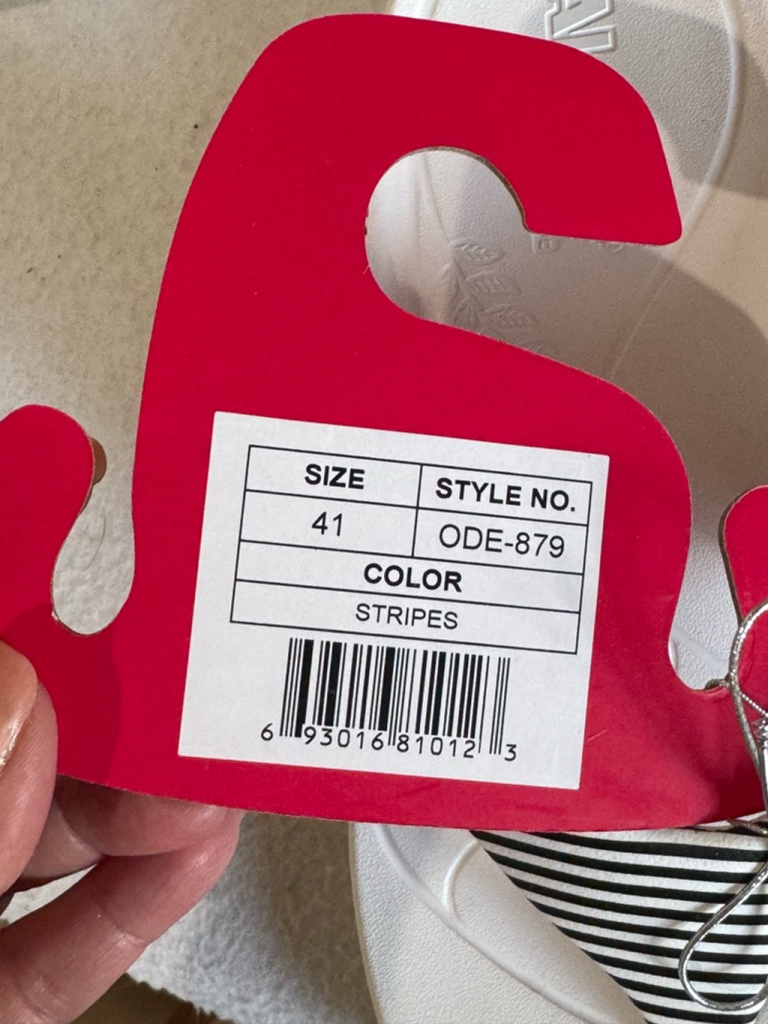 SIZE STYLE NO.
41 ODE-879
COLOR
STRIPES
6 93016 81012 3